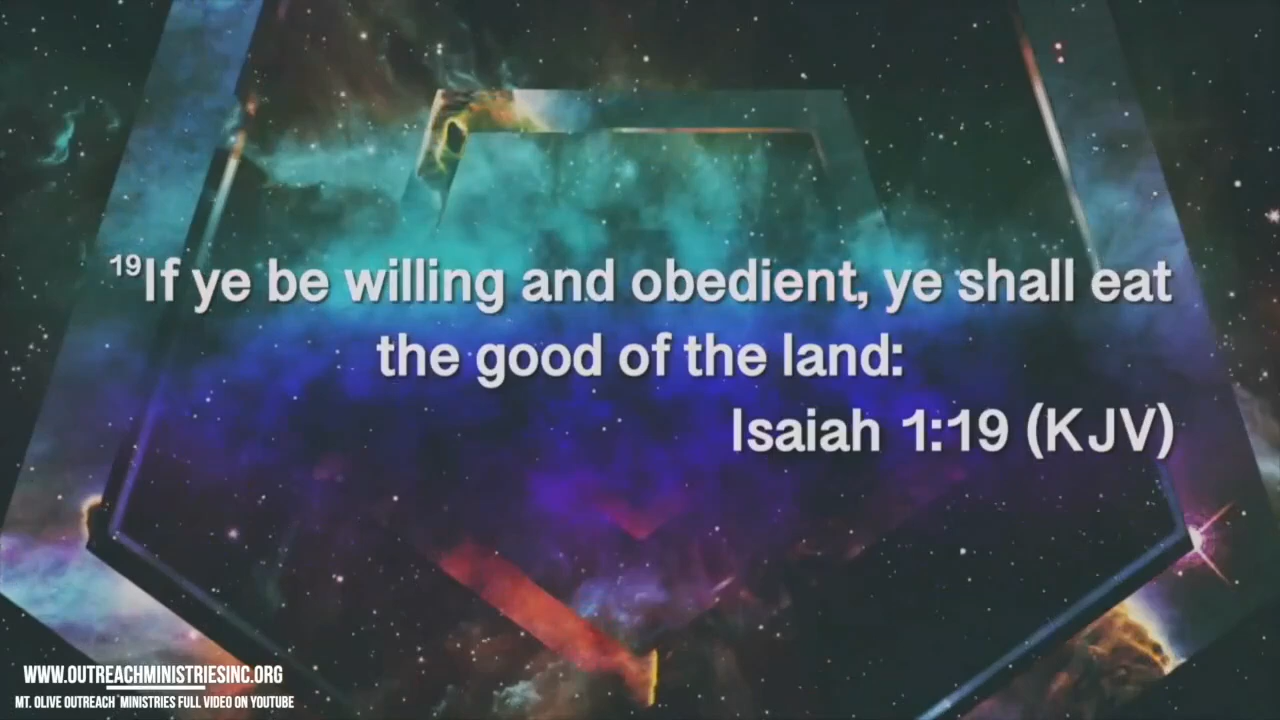 ¹⁹If ye be willing and obedient, ye shall eat
the good of the land:
Isaiah 1:19 (KJV)
WWW.OUTREACHMINISTRIESINC.ORG
MT. OLIVE OUTREACH MINISTRIES FULL VIDEO ON YOUTUBE